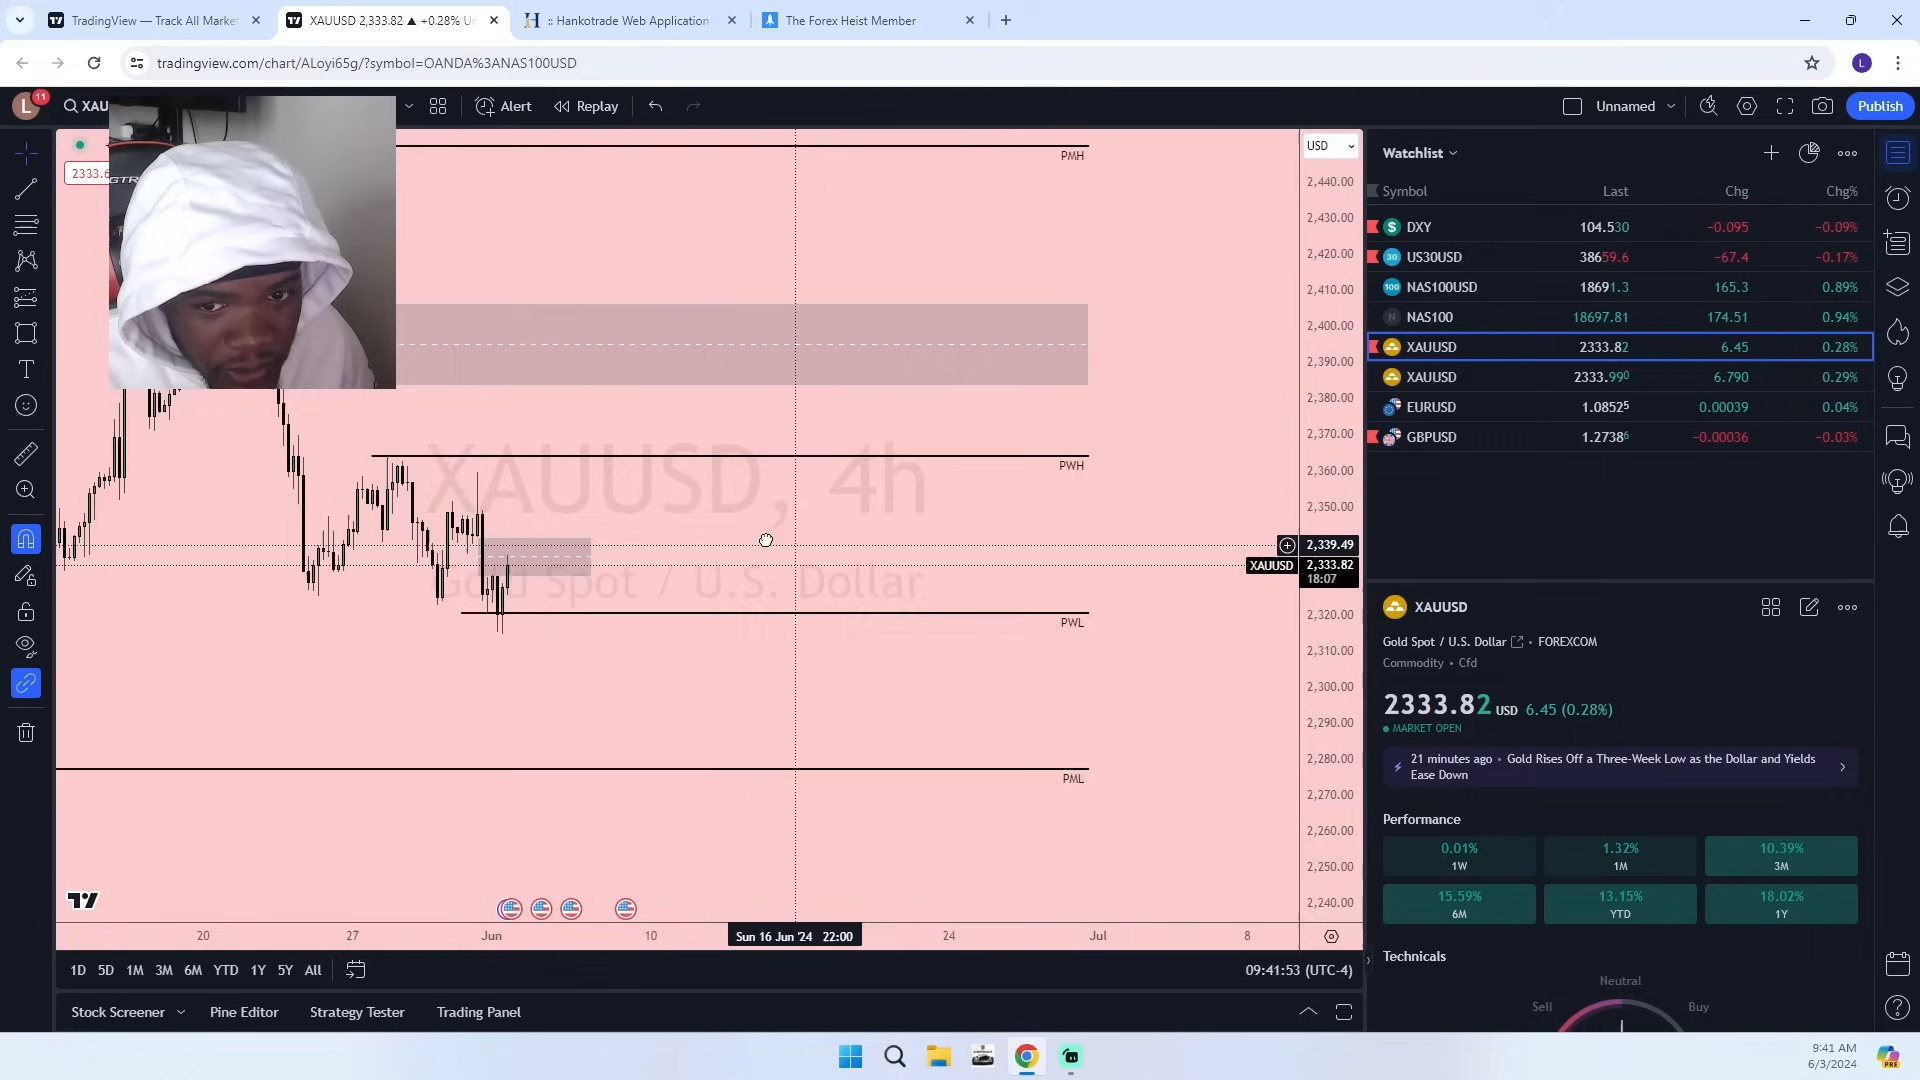 TradingView — Track All Marke
XAUUSD 2,333.82 ▲ +0.28% Un
:: Hankotrade Web Application
The Forex Heist Member
tradingview.com/chart/ALoyi65g/?symbol=OANDA%3ANAS100USD
L
L
11
XAU
Alert
Replay
Unnamed
Publish
2333.6
GTR
USD
PMH
2,440.00
2,430.00
2,420.00
2,410.00
2,400.00
2,390.00
2,380.00
2,370.00
2,360.00
2,350.00
2,339.49
XAUUSD
2,333.82
18:07
2,320.00
2,310.00
2,300.00
2,290.00
2,280.00
2,270.00
2,260.00
2,250.00
2,240.00
XAUUSD, 4h
Gold Spot / U.S. Dollar
PWH
PWL
PML
20
27
Jun
10
Sun 16 Jun '24 22:00
24
Jul
8
1D 5D 1M 3M 6M YTD 1Y 5Y All
09:41:53 (UTC-4)
Stock Screener
Pine Editor
Strategy Tester
Trading Panel
Watchlist
Symbol Last Chg Chg%
DXY 104.530 −0.095 −0.09%
US30USD 38659.6 −67.4 −0.17%
NAS100USD 18691.3 165.3 0.89%
NAS100 18697.81 174.51 0.94%
XAUUSD 2333.82 6.45 0.28%
XAUUSD 2333.990 6.790 0.29%
EURUSD 1.08525 0.00039 0.04%
GBPUSD 1.27386 −0.00036 −0.03%
XAUUSD
Gold Spot / U.S. Dollar • FOREXCOM
Commodity • Cfd
2333.82 USD 6.45 (0.28%)
MARKET OPEN
21 minutes ago • Gold Rises Off a Three-Week Low as the Dollar and Yields
Ease Down
Performance
0.01%
1W
1.32%
1M
10.39%
3M
15.59%
6M
13.15%
YTD
18.02%
1Y
Technicals
Neutral
Sell
Buy
9:41 AM
6/3/2024